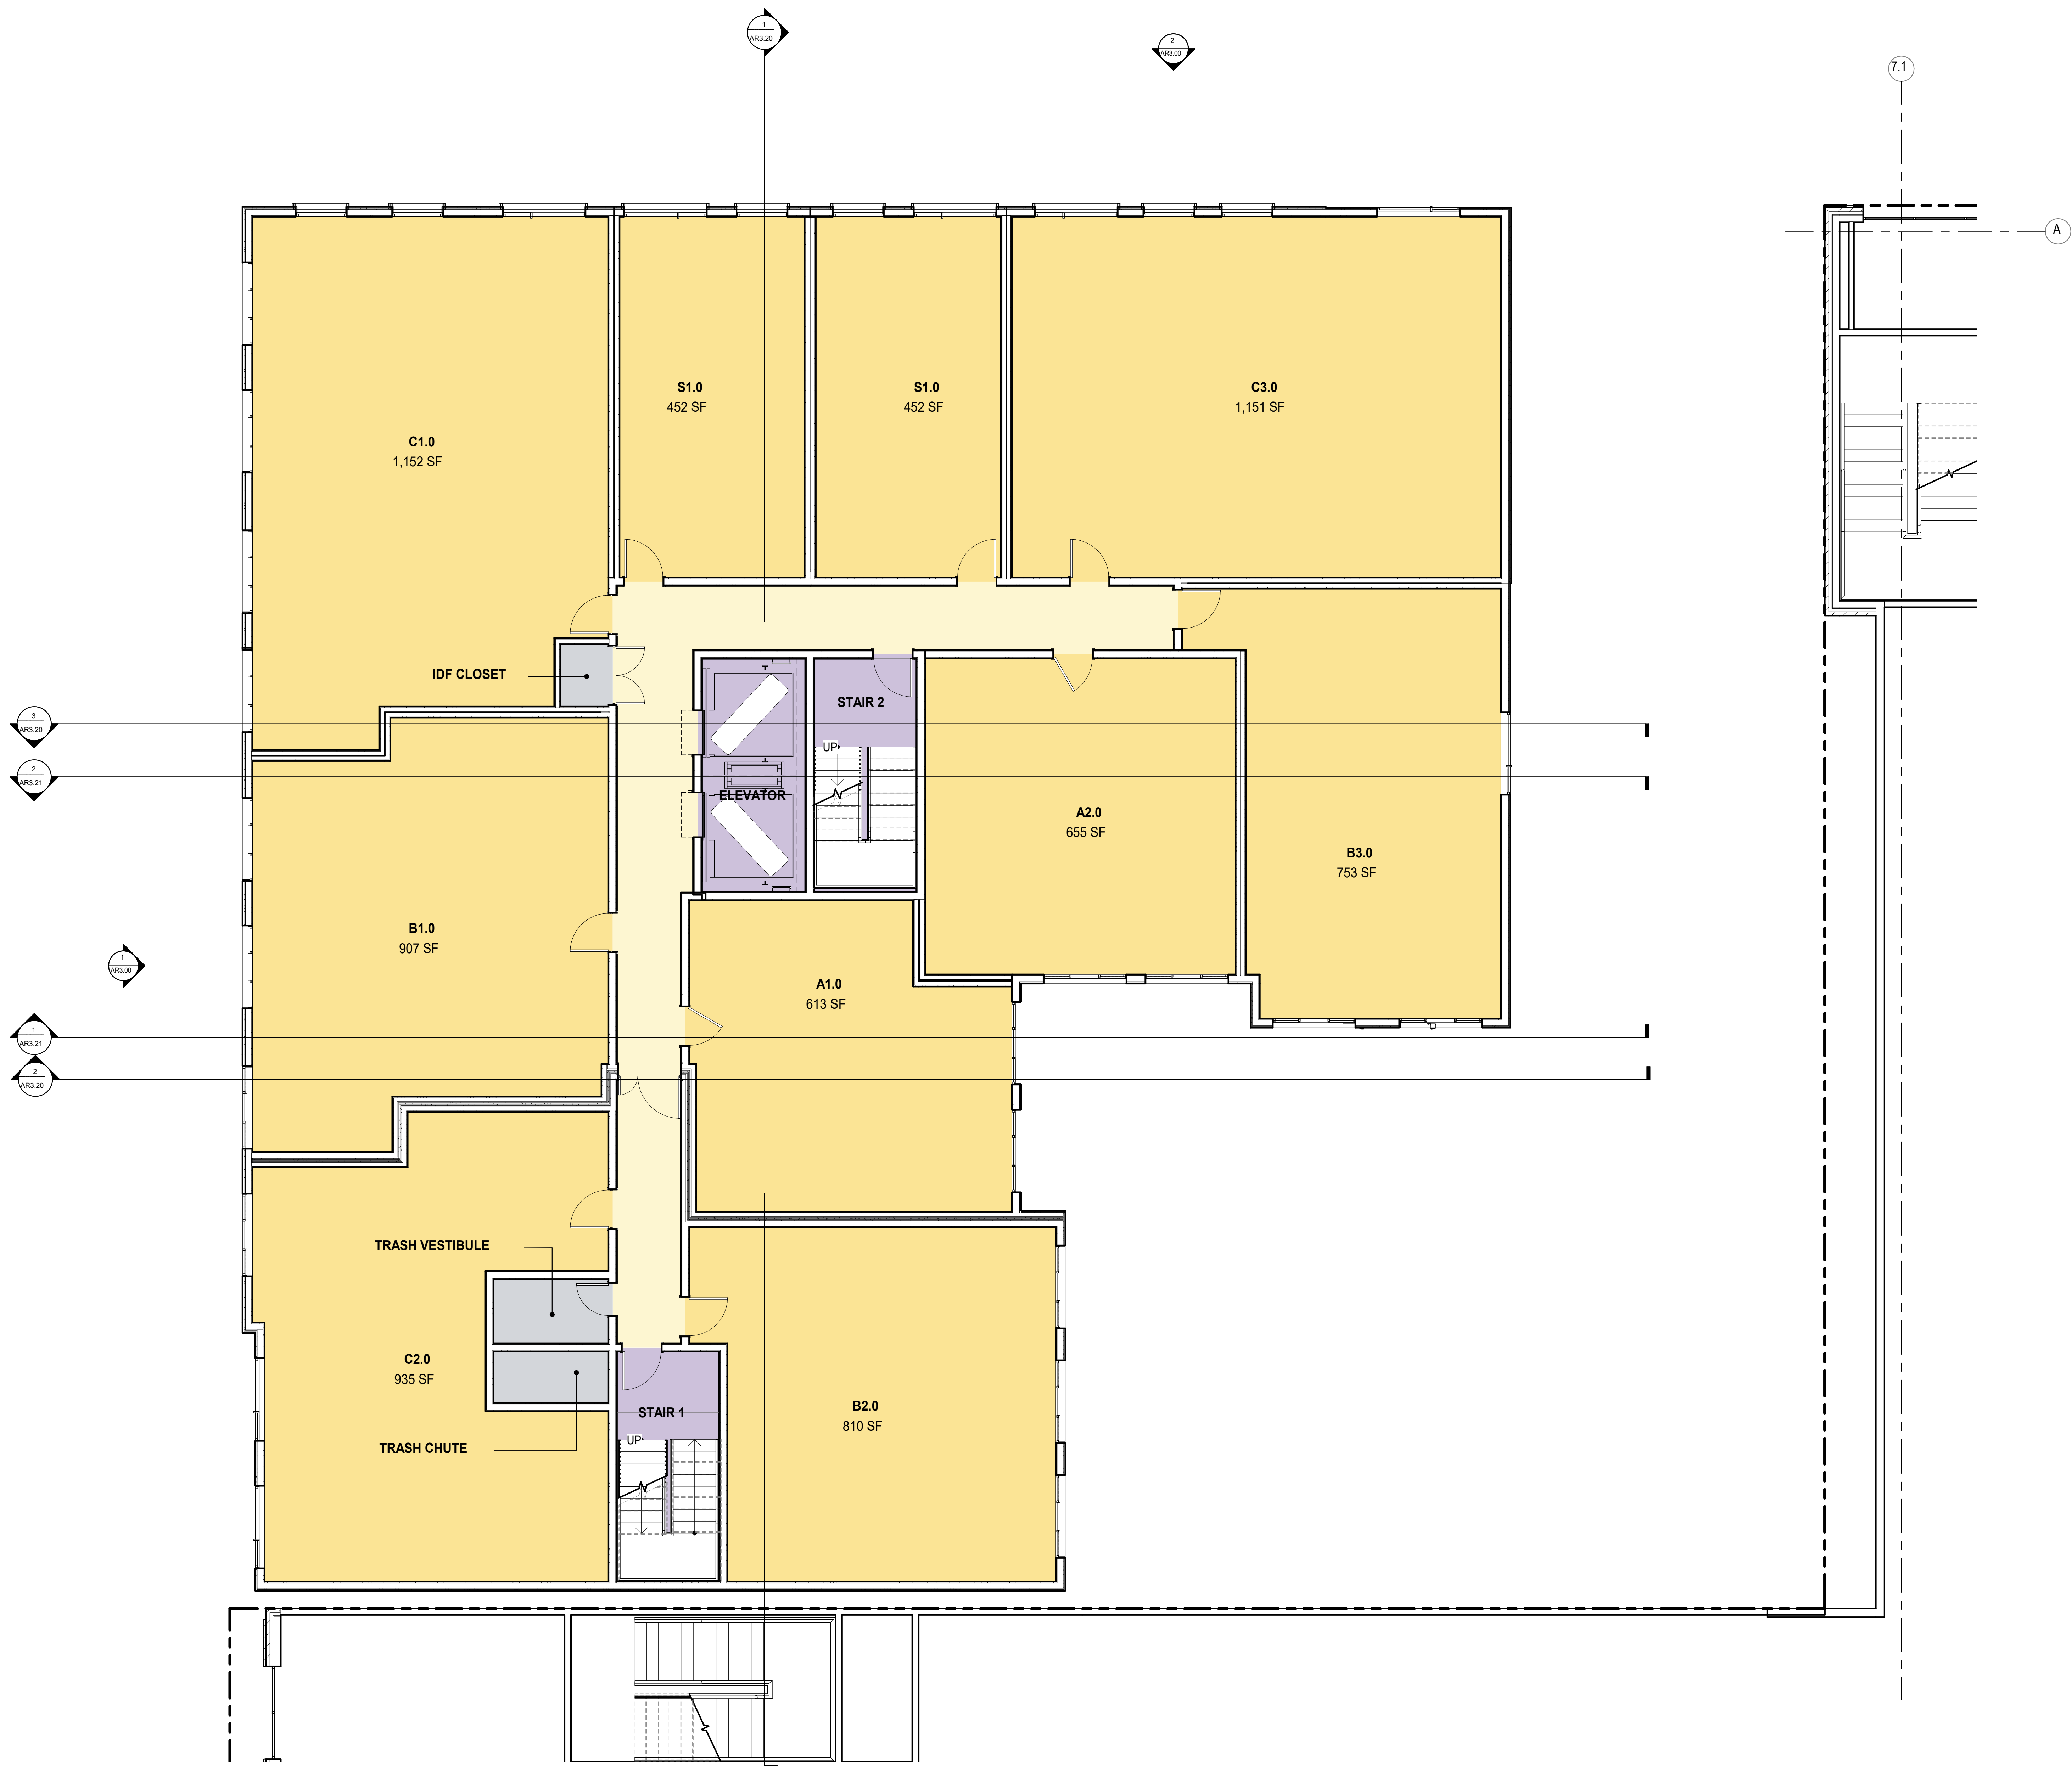 1
AR3.20
2
AR3.00
7.1
A
S1.0
452 SF
S1.0
452 SF
C3.0
1,151 SF
C1.0
1,152 SF
IDF CLOSET
STAIR 2
3
AR3.20
UP
2
AR3.21
ELEVATOR
A2.0
655 SF
B3.0
753 SF
B1.0
907 SF
1
AR3.00
A1.0
613 SF
1
AR3.21
2
AR3.20
TRASH VESTIBULE
C2.0
935 SF
B2.0
810 SF
STAIR 1
UP
TRASH CHUTE